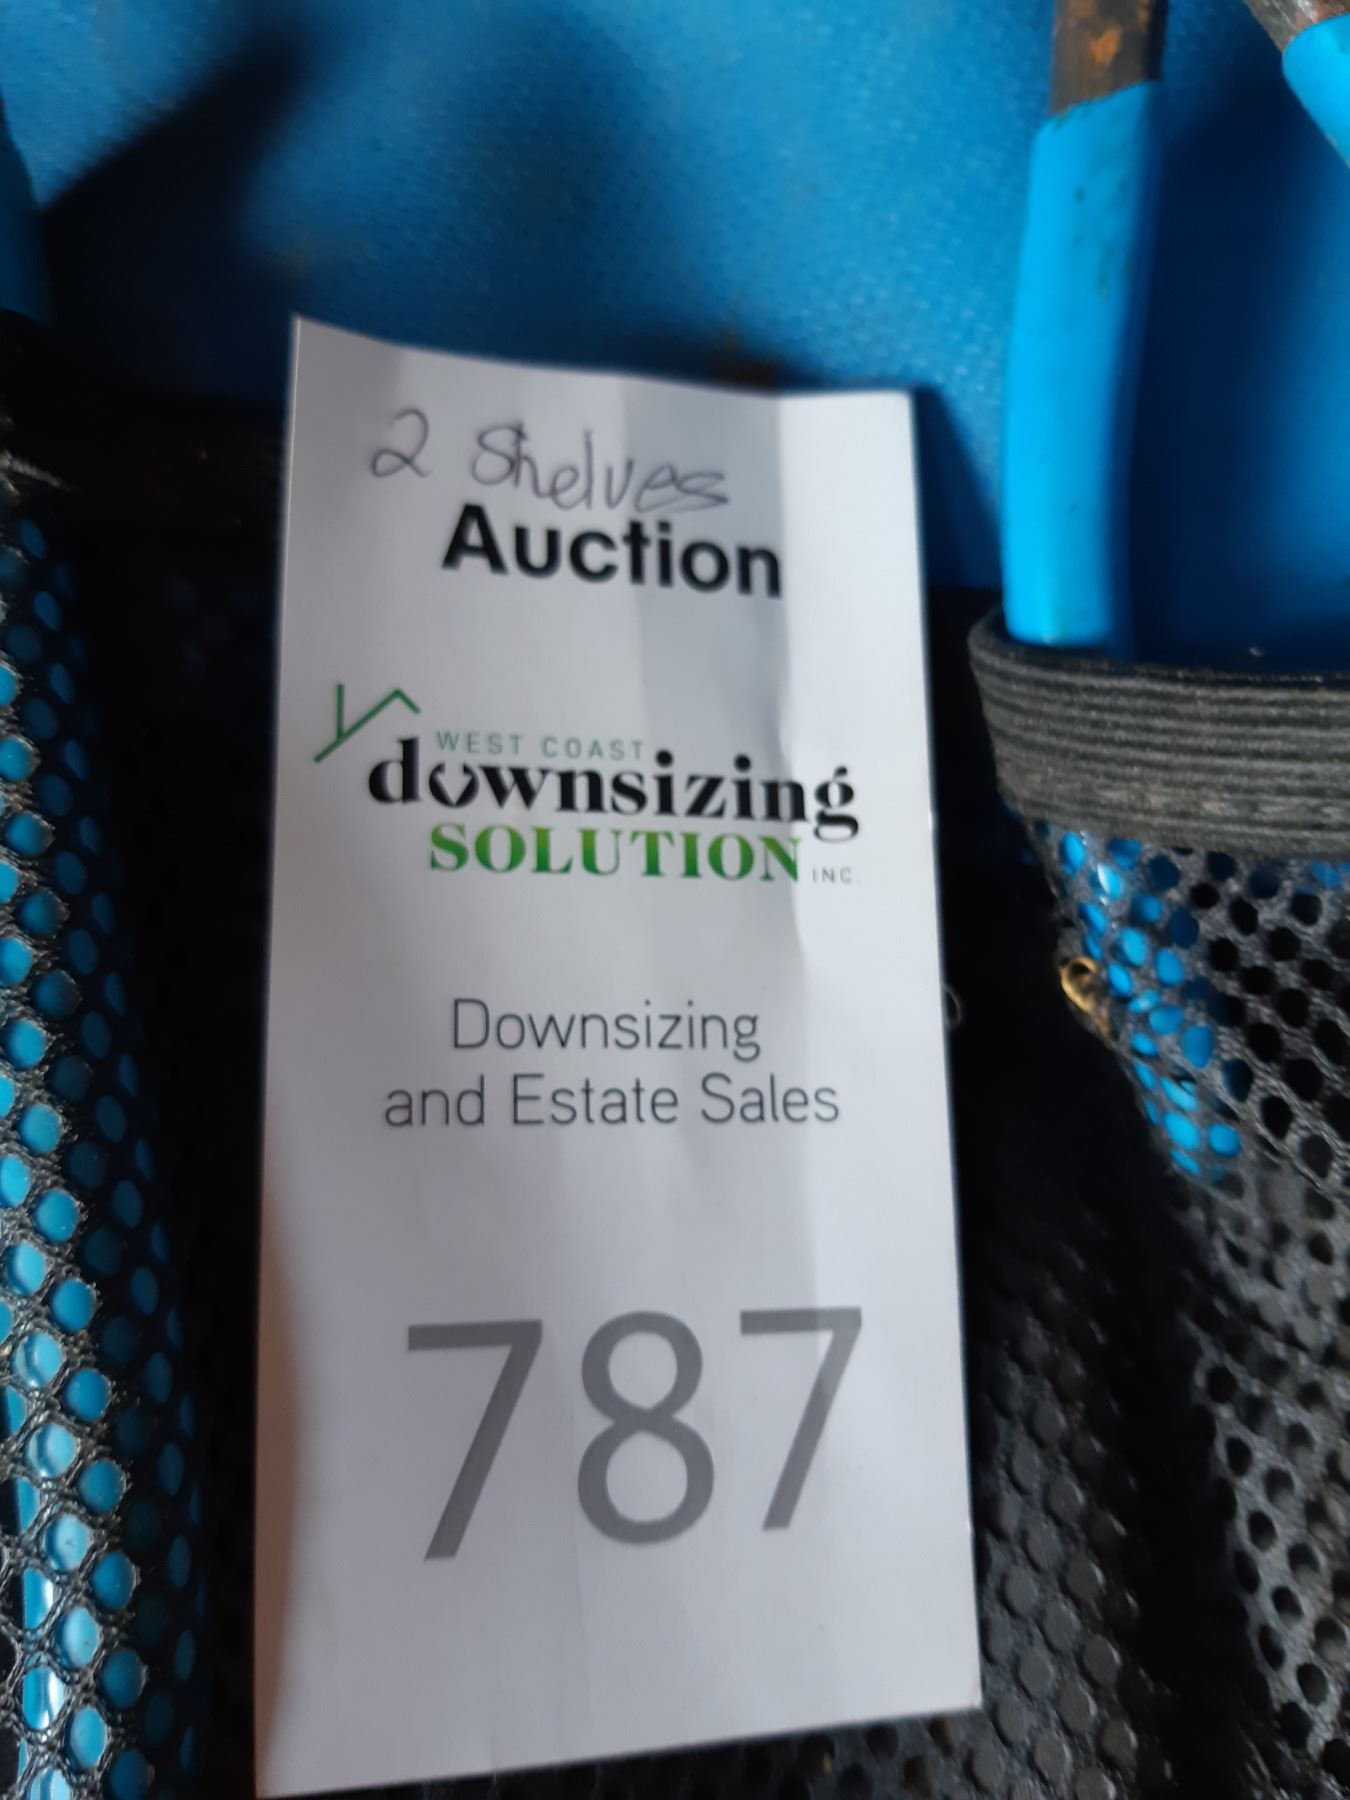 2 Shelves
Auction
WEST COAST
downsizing
SOLUTION INC.
Downsizing
and Estate Sales
787